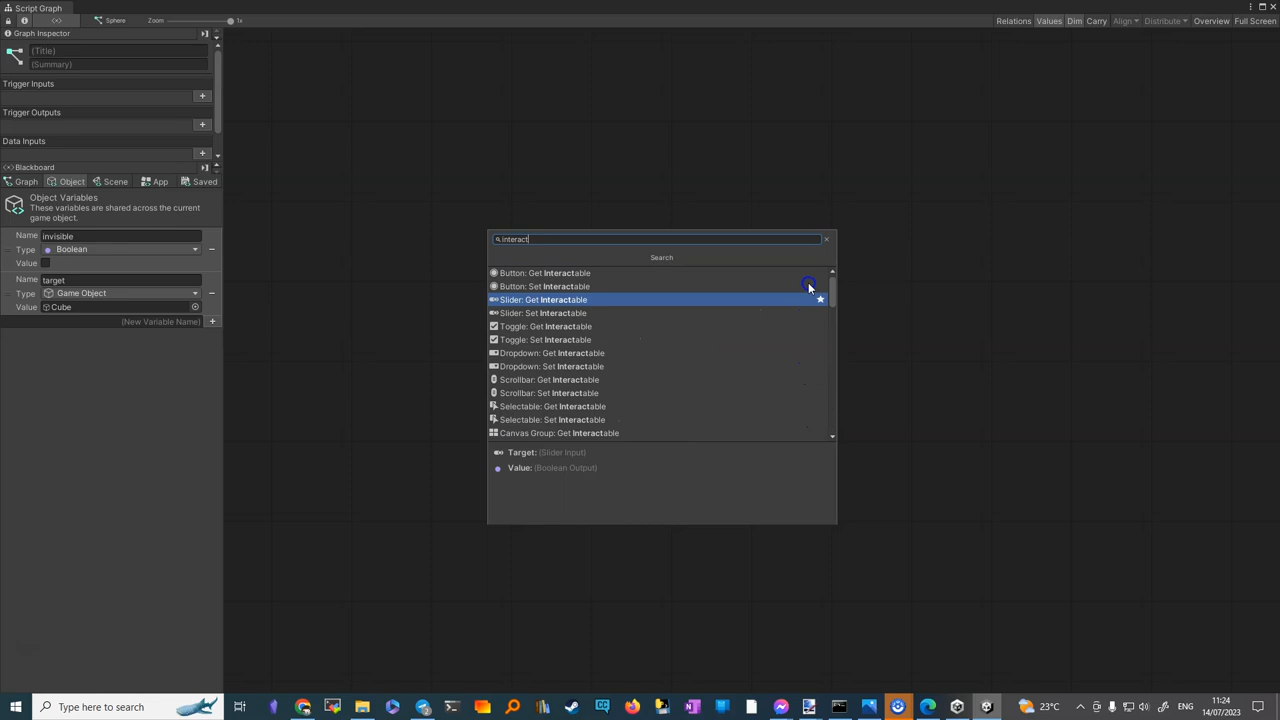 Script Graph
Sphere
Zoom
1x
Relations
Values
Dim
Carry
Align
Distribute
Overview
Full Screen
Graph Inspector
(Title)
(Summary)
Trigger Inputs
Trigger Outputs
Data Inputs
Blackboard
Graph
Object
Scene
App
Saved
Object Variables
These variables are shared across the current
game object.
Name invisible
Type Boolean
Value
Name target
Type Game Object
Value Cube
(New Variable Name)
interact
Search
Button: Get Interactable
Button: Set Interactable
Slider: Get Interactable
Slider: Set Interactable
Toggle: Get Interactable
Toggle: Set Interactable
Dropdown: Get Interactable
Dropdown: Set Interactable
Scrollbar: Get Interactable
Scrollbar: Set Interactable
Selectable: Get Interactable
Selectable: Set Interactable
Canvas Group: Get Interactable
Target: (Slider Input)
Value: (Boolean Output)
Type here to search
23°C
ENG
11:24
14/07/2023